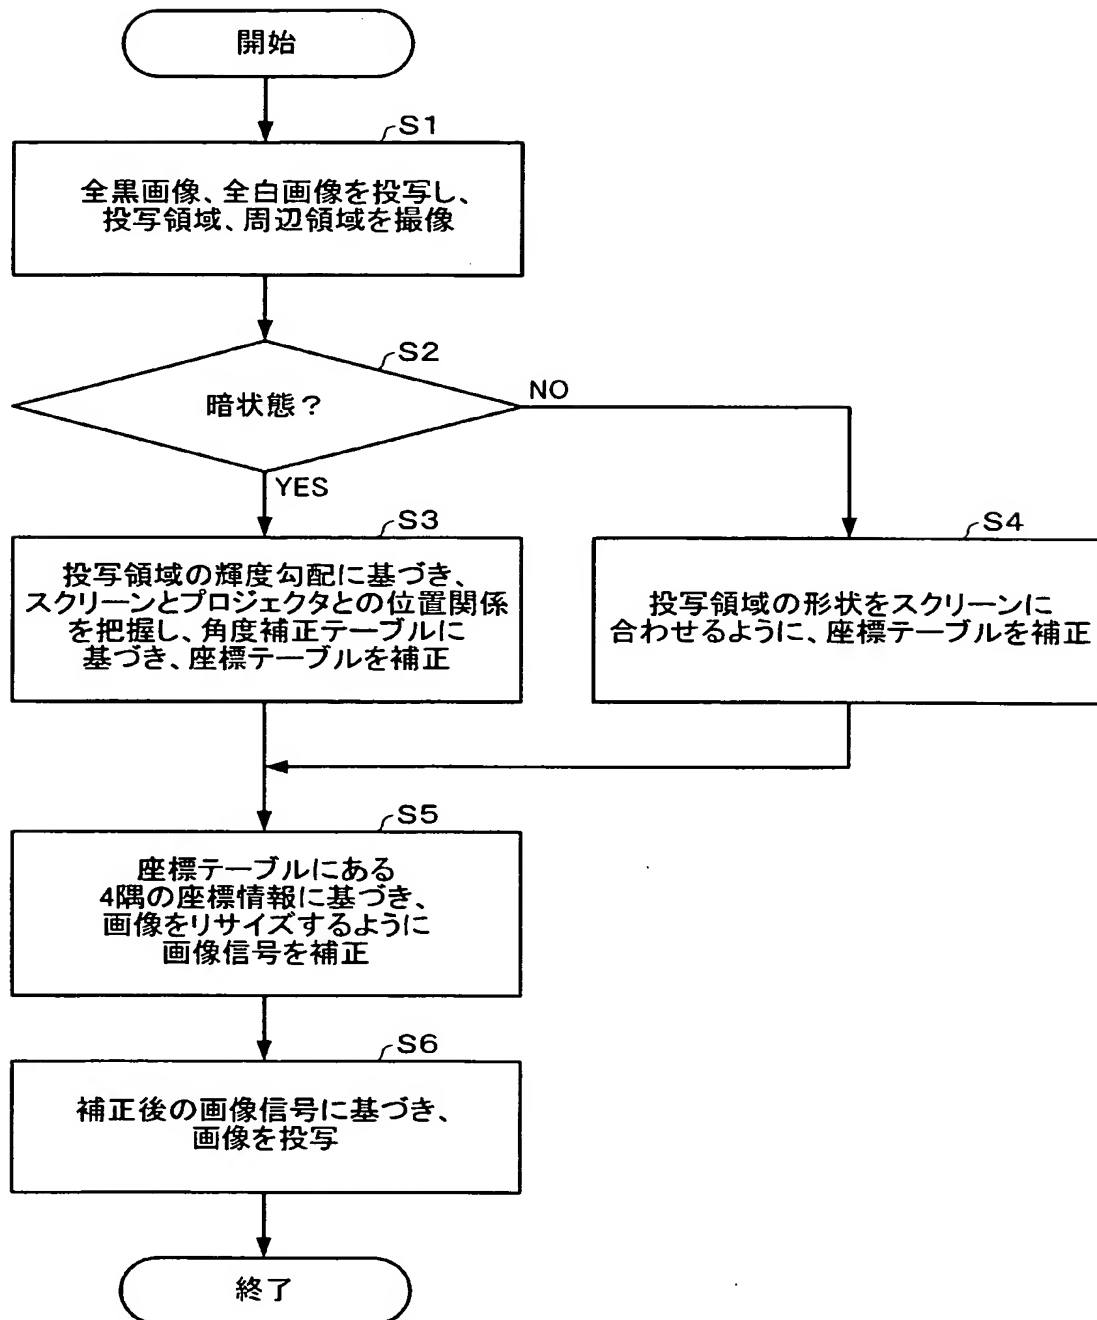 開始
S1
全黒画像、全白画像を投写し、
投写領域、周辺領域を撮像
S2
暗状態?
NO
YES
S3
投写領域の輝度勾配に基づき、
スクリーンとプロジェクタとの位置関係
を把握し、角度補正テーブルに
基づき、座標テーブルを補正
S4
投写領域の形状をスクリーンに
合わせるように、座標テーブルを補正
S5
座標テーブルにある
4隅の座標情報に基づき、
画像をリサイズするように
画像信号を補正
S6
補正後の画像信号に基づき、
画像を投写
終了